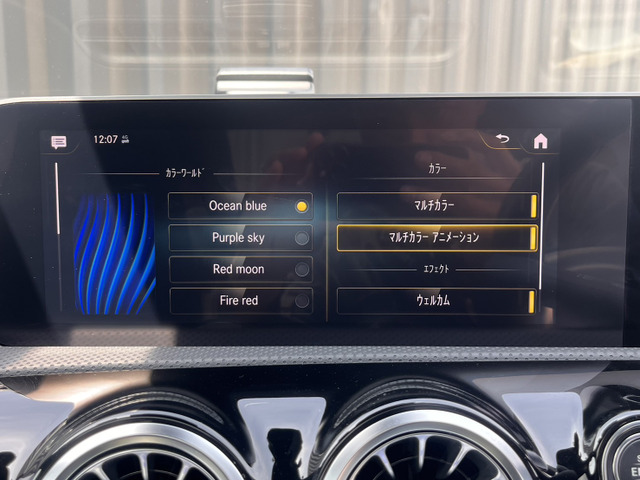 12:07 4G
カラーワールド
Ocean blue
Purple sky
Red moon
Fire red
カラー
マルチカラー
マルチカラー アニメーション
エフェクト
ウェルカム